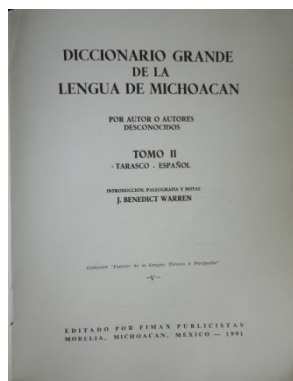 DICCIONARIO GRANDE
DE LA
LENGUA DE MICHOACAN
POR AUTOR O AUTORES
DESCONOCIDOS
TOMO II
· TARASCO - ESPAÑOL
INTRODUCCION, PALEOGRAFIA Y NOTAS
J. BENEDICT WARREN
Colección "Fuentes de la Lengua Tarasca o Purépecha"
—V—
EDITADO POR FIMAX PUBLICISTAS
MORELIA, MICHOACAN, MEXICO — 1991